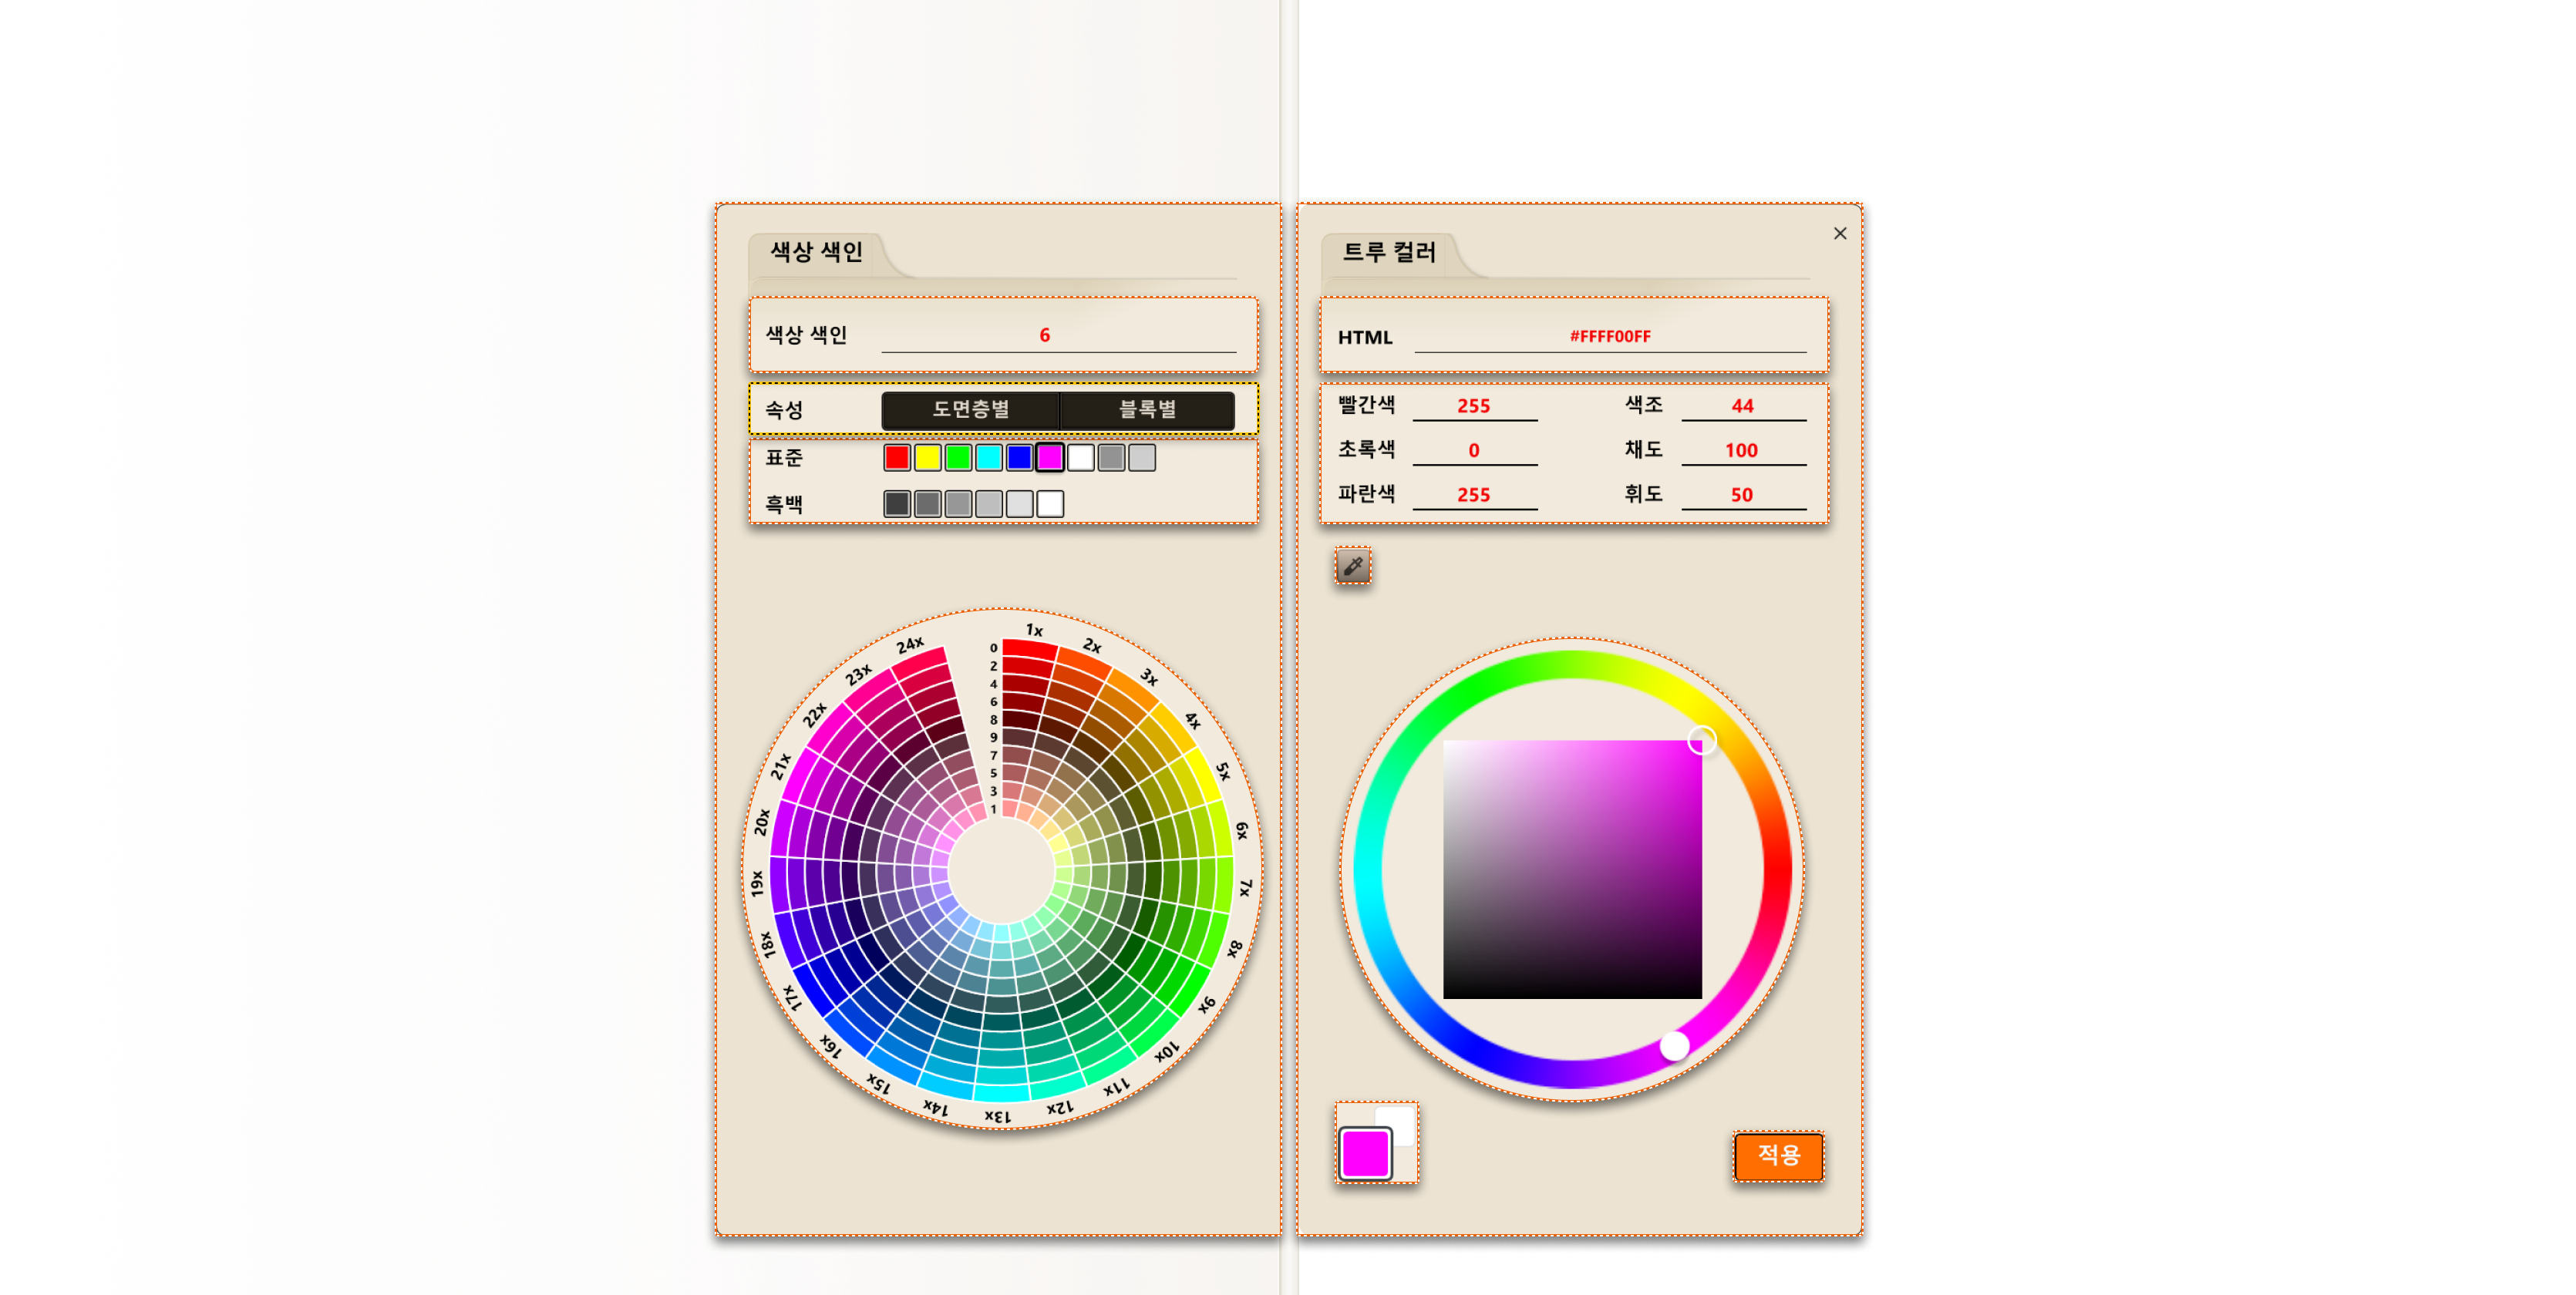 색상 색인
색상 색인 6
속성 도면층별 블록별
표준
흑백
0
2
4
6
8
9
7
5
3
1
1x
2x
3x
4x
5x
6x
7x
8x
9x
10x
11x
12x
13x
14x
15x
16x
17x
18x
19x
20x
21x
22x
23x
24x
트루 컬러
HTML #FFFF00FF
빨간색 255 색조 44
초록색 0 채도 100
파란색 255 휘도 50
적용